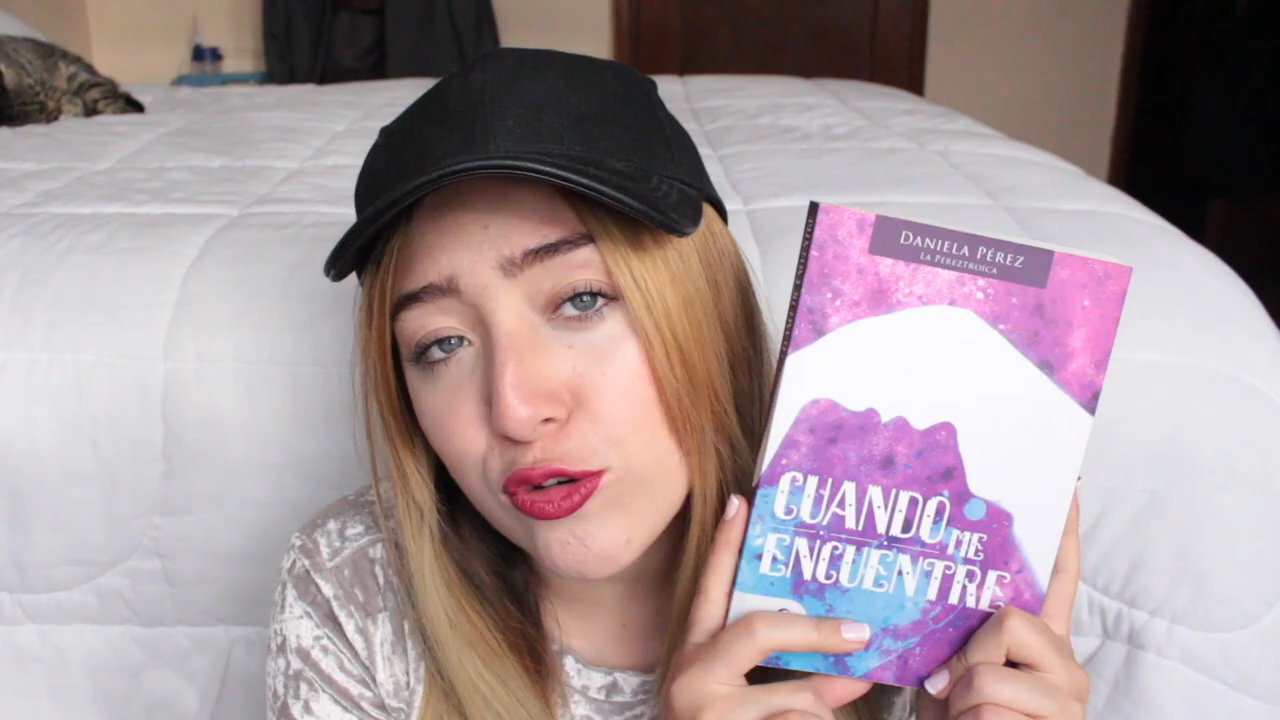 DANIELA PÉREZ
LA PEREZTROICA
CUANDO
ME
ENCUENTRE